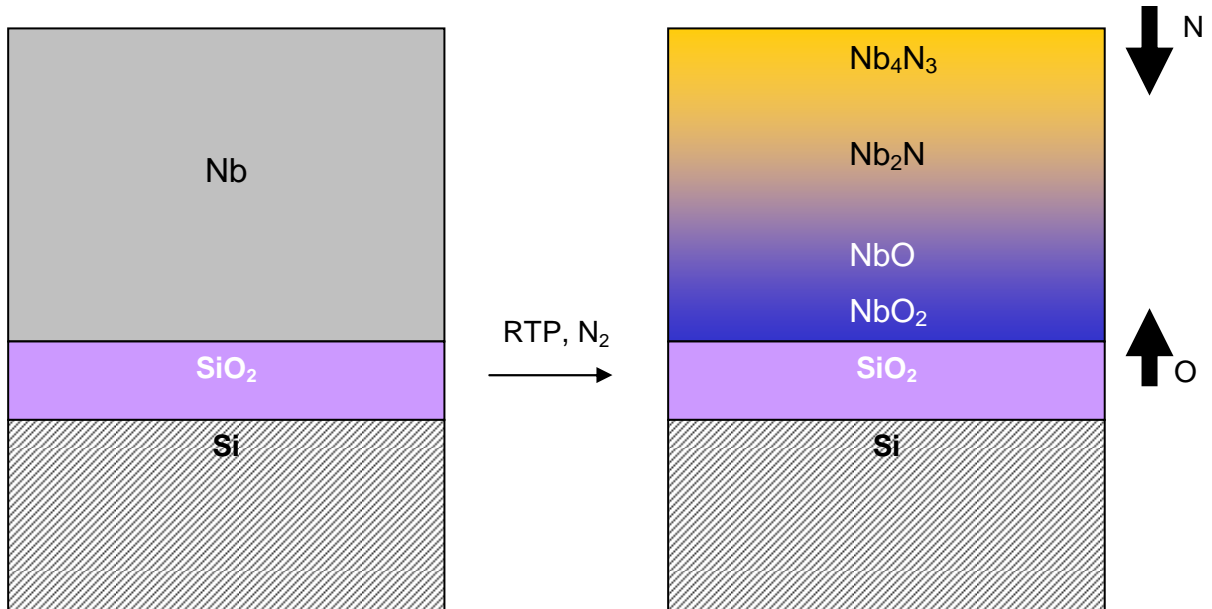 Nb
SiO₂
Si
RTP, N₂
Nb₄N₃
Nb₂N
NbO
NbO₂
SiO₂
Si
N
O